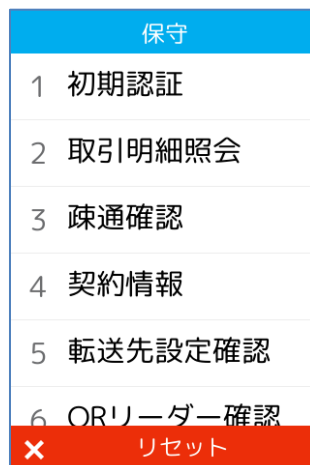 保守
1 初期認証
2 取引明細照会
3 疎通確認
4 契約情報
5 転送先設定確認
6 QRリーダー確認
× リセット